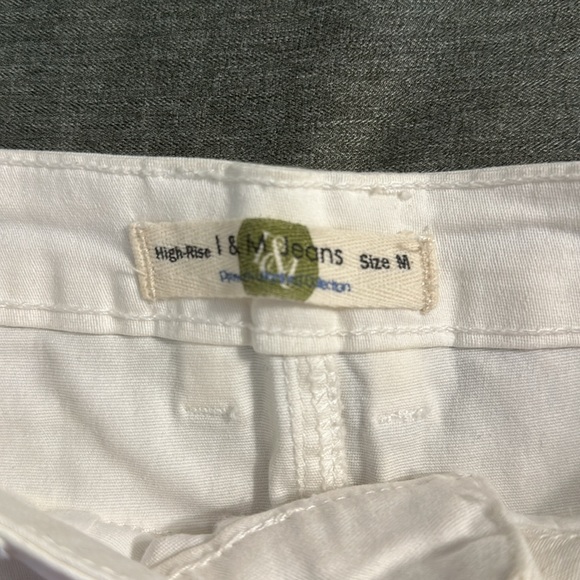 High-Rise I & M Jeans Size M
I&M
Collection